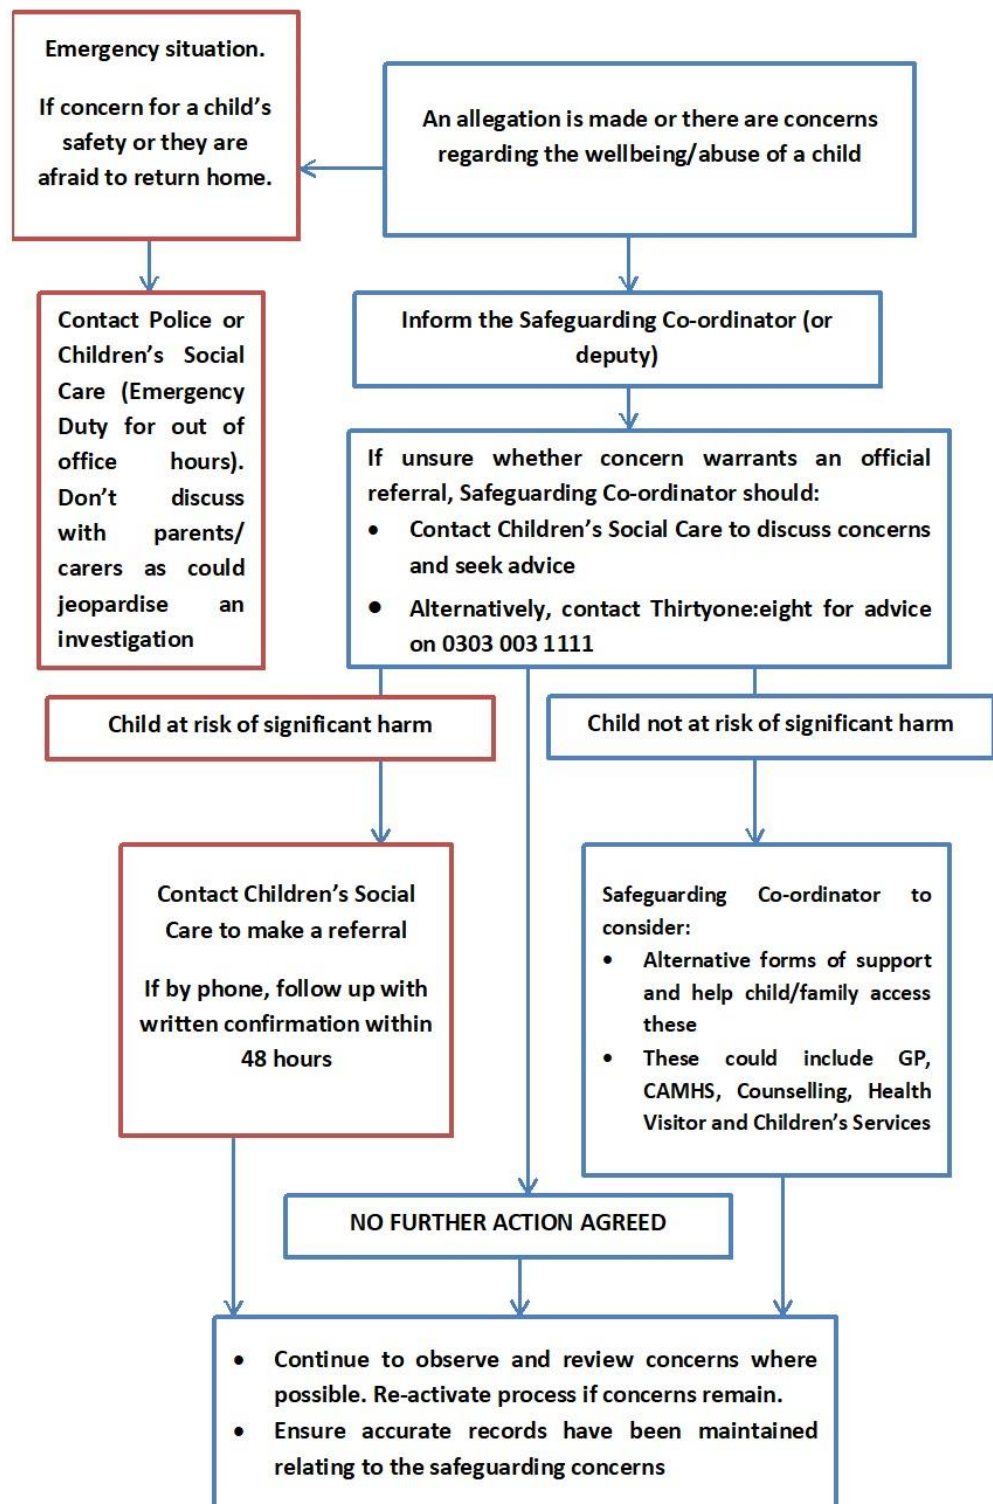 Emergency situation.
If concern for a child's
safety or they are
afraid to return home.
An allegation is made or there are concerns
regarding the wellbeing/abuse of a child
Contact Police or
Children's Social
Care (Emergency
Duty for out of
office hours).
Don't discuss
with parents/
carers as could
jeopardise an
investigation
Inform the Safeguarding Co-ordinator (or
deputy)
If unsure whether concern warrants an official
referral, Safeguarding Co-ordinator should:
• Contact Children's Social Care to discuss concerns
and seek advice
• Alternatively, contact Thirtyone:eight for advice
on 0303 003 1111
Child at risk of significant harm
Child not at risk of significant harm
Contact Children's Social
Care to make a referral
If by phone, follow up with
written confirmation within
48 hours
Safeguarding Co-ordinator to
consider:
• Alternative forms of support
and help child/family access
these
• These could include GP,
CAMHS, Counselling, Health
Visitor and Children's Services
NO FURTHER ACTION AGREED
• Continue to observe and review concerns where
possible. Re-activate process if concerns remain.
• Ensure accurate records have been maintained
relating to the safeguarding concerns